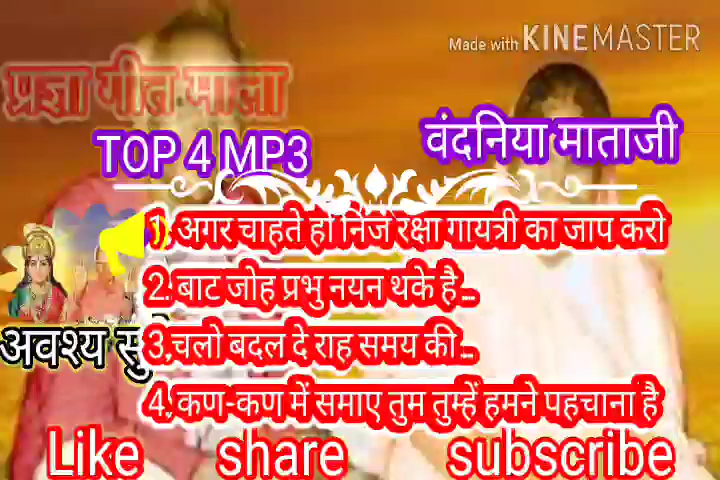 Made with KINEMASTER
प्रज्ञा गीत माला
TOP 4 MP3
वंदनिया माताजी
1. अगर चाहते हो निज रक्षा गायत्री का जाप करो
2. बाट जोह प्रभु नयन थके है...
3. चलो बदल दे राह समय की...
अवश्य
4. कण-कण में समाए तुम तुम्हें हमने पहचाना है
Like share subscribe